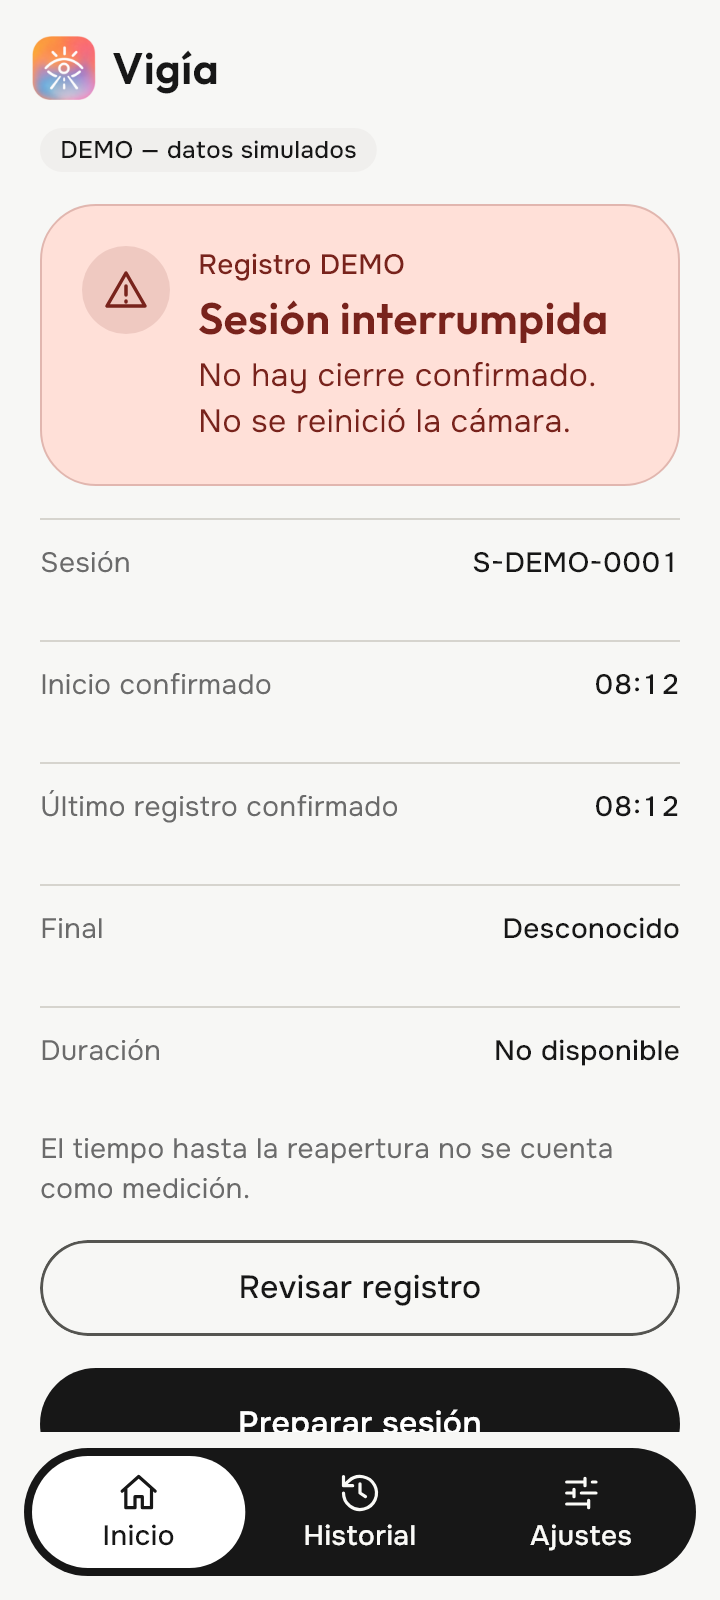 Vigía
DEMO – datos simulados
Registro DEMO
Sesión interrumpida
No hay cierre confirmado.
No se reinició la cámara.
Sesión S-DEMO-0001
Inicio confirmado 08:12
Último registro confirmado 08:12
Final Desconocido
Duración No disponible
El tiempo hasta la reapertura no se cuenta
como medición.
Revisar registro
Preparar sesión
Inicio Historial Ajustes